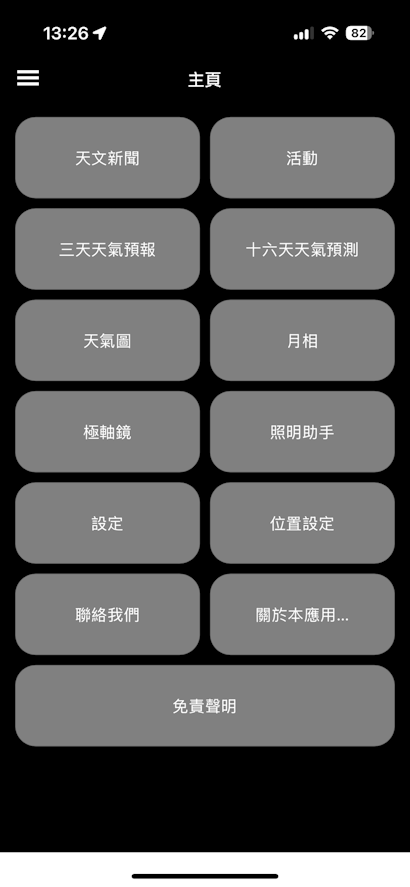 13:26
82
主頁
天文新聞
活動
三天天氣預報
十六天天氣預測
天氣圖
月相
極軸鏡
照明助手
設定
位置設定
聯絡我們
關於本應用...
免責聲明